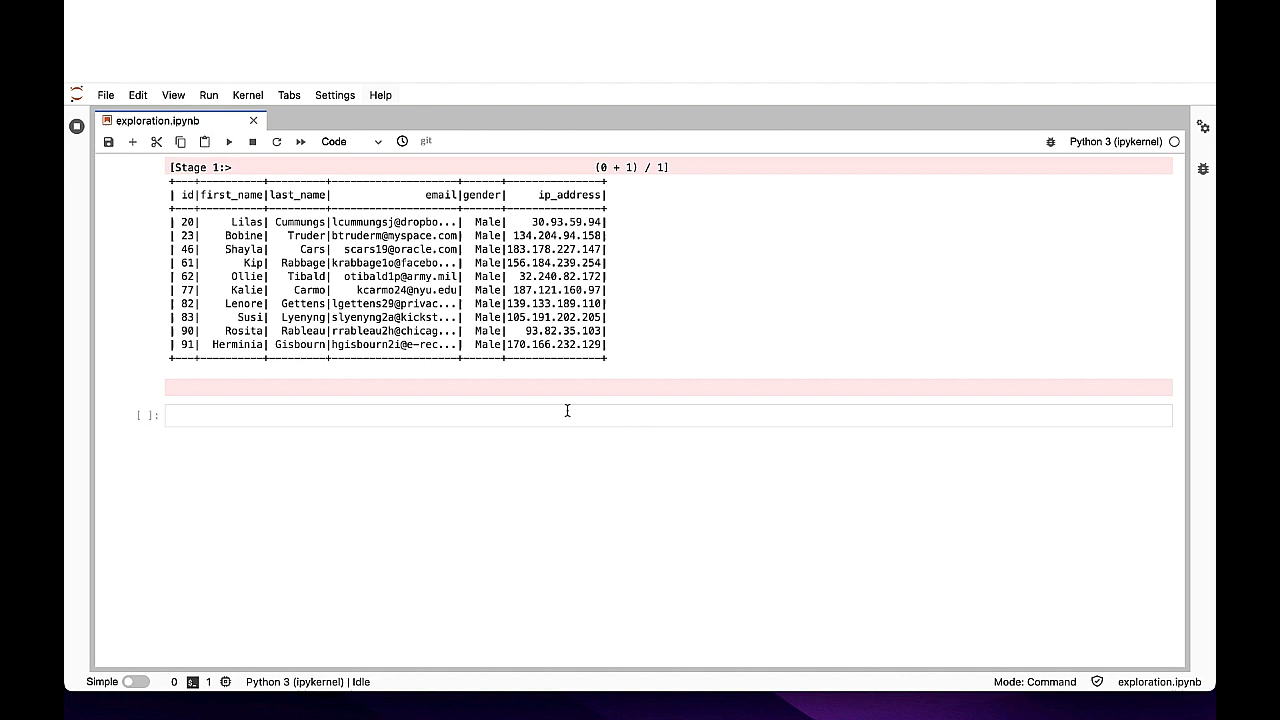 File Edit View Run Kernel Tabs Settings Help
exploration.ipynb
Code git Python 3 (ipykernel)
[Stage 1:> (0 + 1) / 1]
+---+----------+---------+--------------------+------+---------------+
| id|first_name|last_name| email|gender| ip_address|
+---+----------+---------+--------------------+------+---------------+
| 20| Lilas| Cummungs|lcummungsj@dropbo...| Male| 30.93.59.94|
| 23| Bobine| Truder|btruderm@myspace.com| Male| 134.204.94.158|
| 46| Shayla| Cars| scars19@oracle.com| Male|183.178.227.147|
| 61| Kip| Rabbage|krabbage1o@facebo...| Male|156.184.239.254|
| 62| Ollie| Tibald| otibald1p@army.mil| Male| 32.240.82.172|
| 77| Kalie| Carmo| kcarmo24@nyu.edu| Male| 187.121.160.97|
| 82| Lenore| Gettens|lgettens29@privac...| Male|139.133.189.110|
| 83| Susi| Lyenyng|slyenyng2a@kickst...| Male|105.191.202.205|
| 90| Rosita| Rableau|rrableau2h@chicag...| Male| 93.82.35.103|
| 91| Herminia| Gisbourn|hgisbourn2i@e-rec...| Male|170.166.232.129|
+---+----------+---------+--------------------+------+---------------+
[ ]:
Simple 0 1 Python 3 (ipykernel) | Idle Mode: Command exploration.ipynb